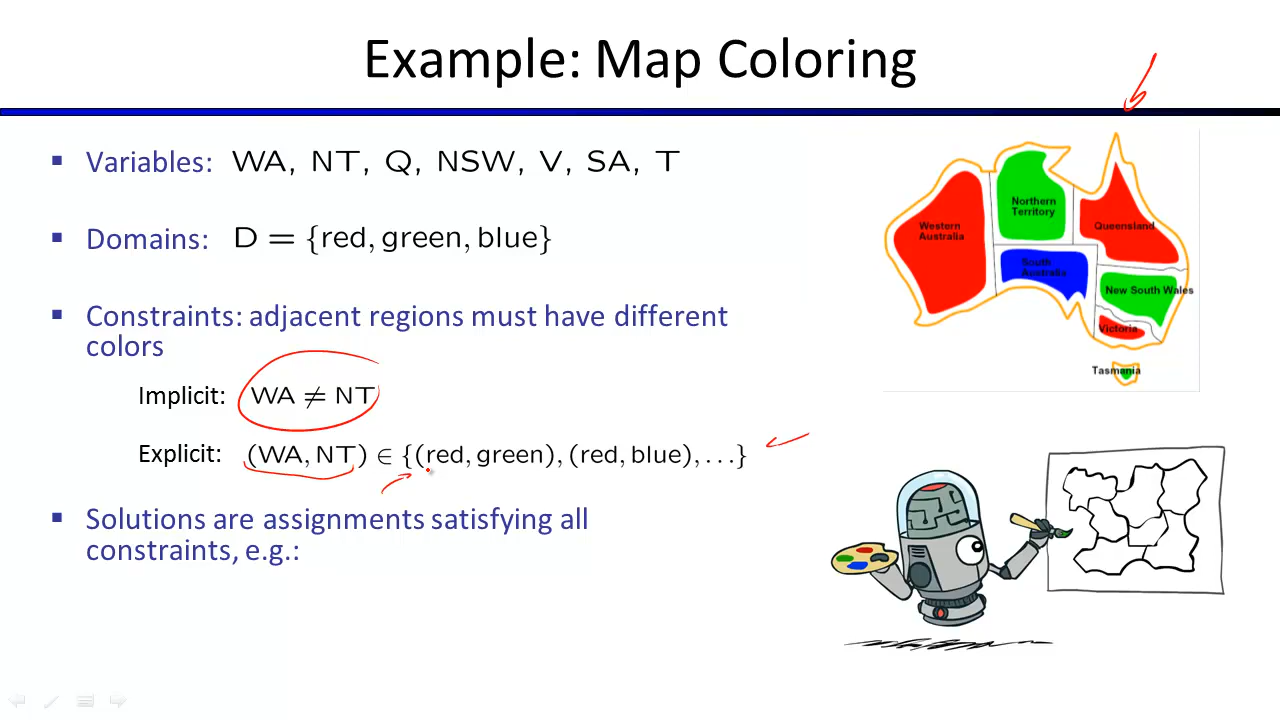 Example: Map Coloring
Variables: WA, NT, Q, NSW, V, SA, T
Domains: D = {red, green, blue}
Constraints: adjacent regions must have different
colors
Implicit: WA ≠ NT
Explicit: (WA, NT) ∈ {(red, green), (red, blue), ...}
Solutions are assignments satisfying all
constraints, e.g.:
Northern
Territory
Western
Australia
Queensland
South
Australia
New South Wales
Victoria
Tasmania